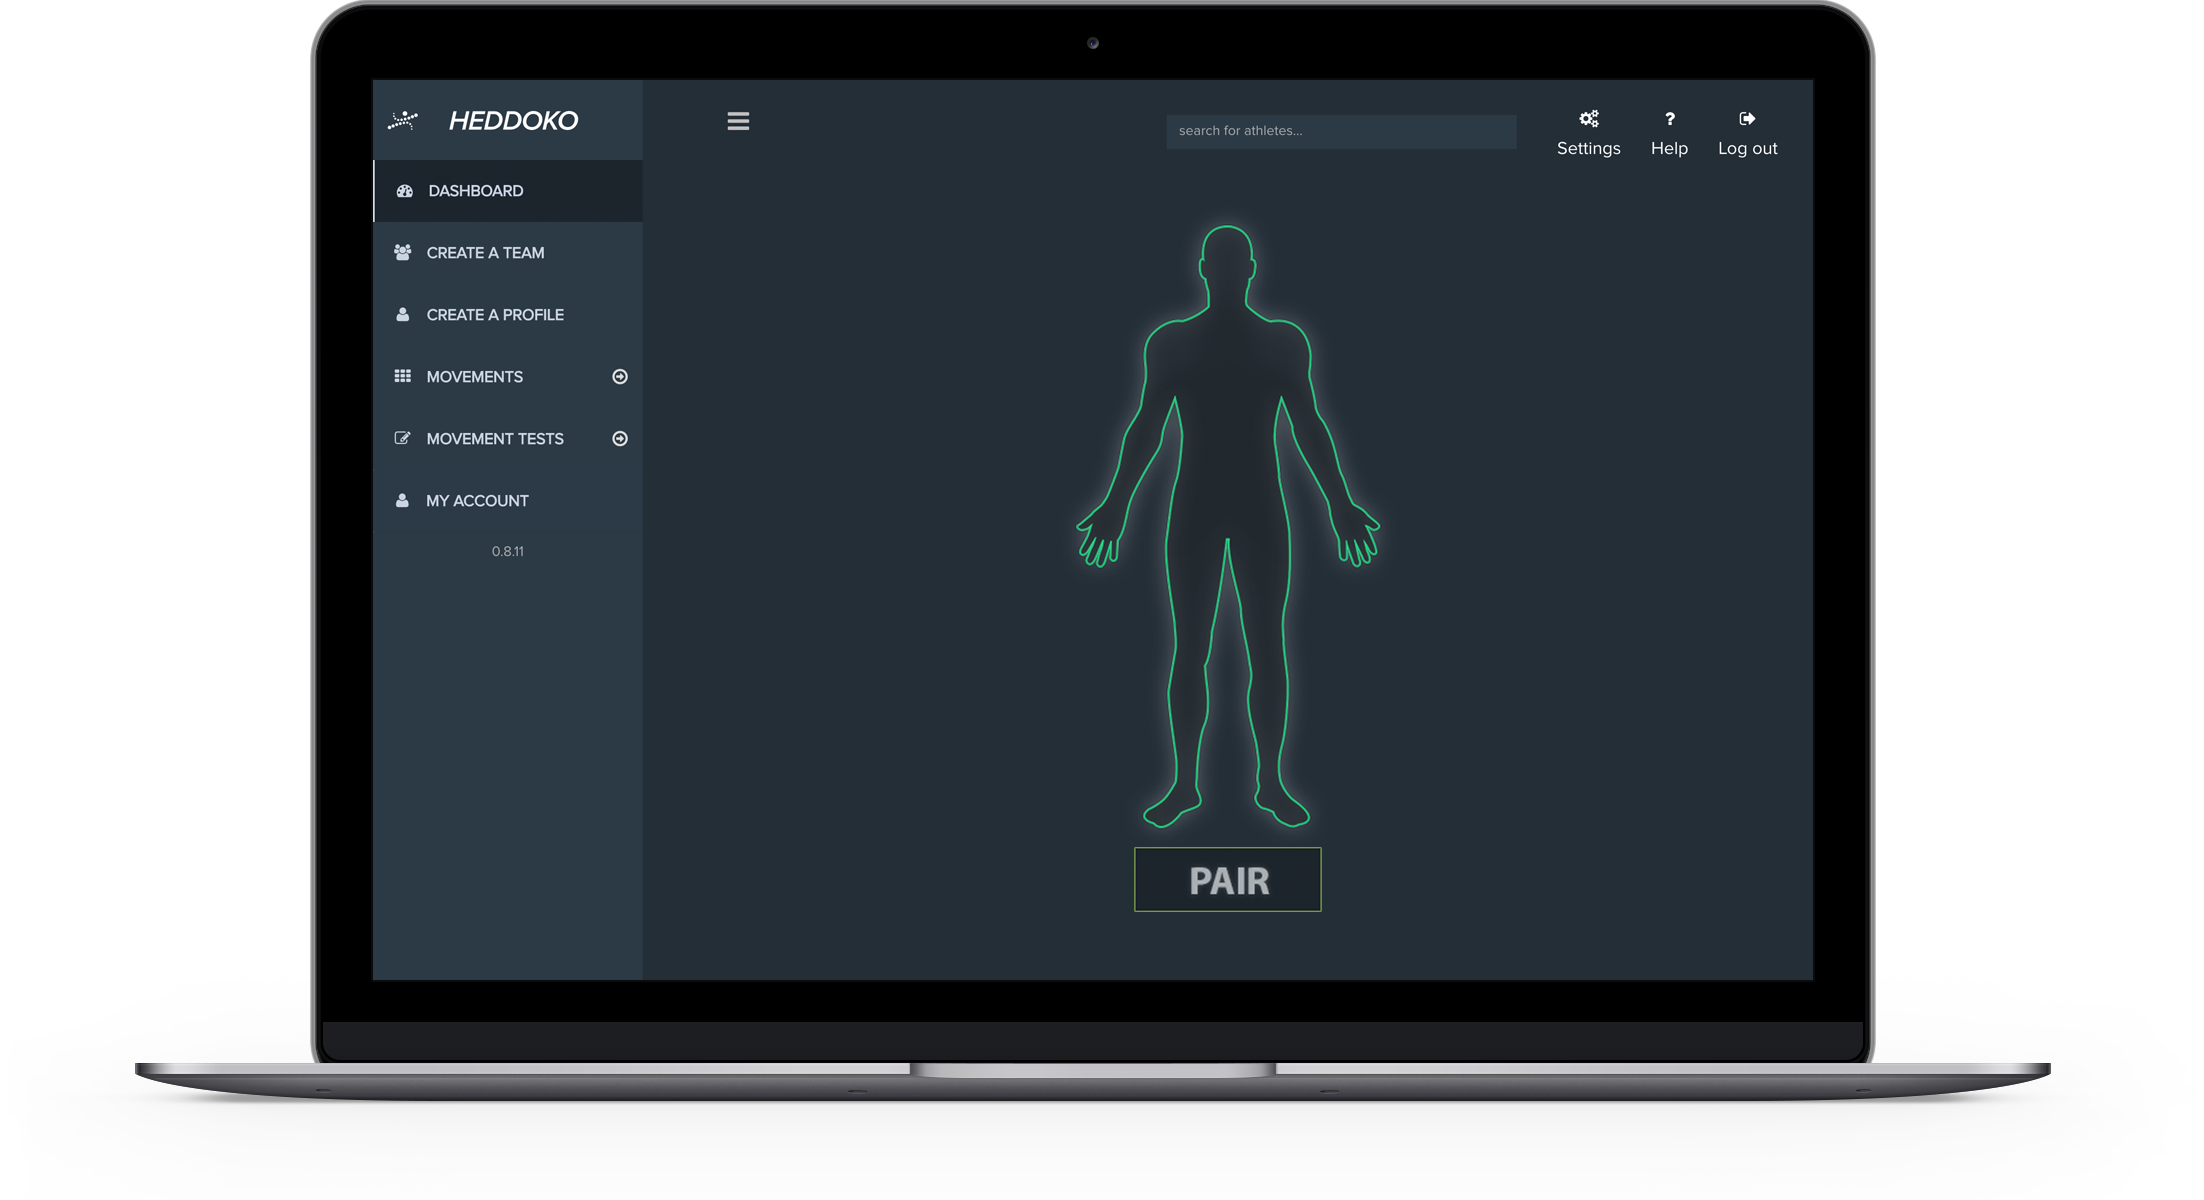 HEDDOKO
search for athletes...
? 
Settings
Help
Log out
DASHBOARD
CREATE A TEAM
CREATE A PROFILE
MOVEMENTS
MOVEMENT TESTS
MY ACCOUNT
0.8.11
PAIR